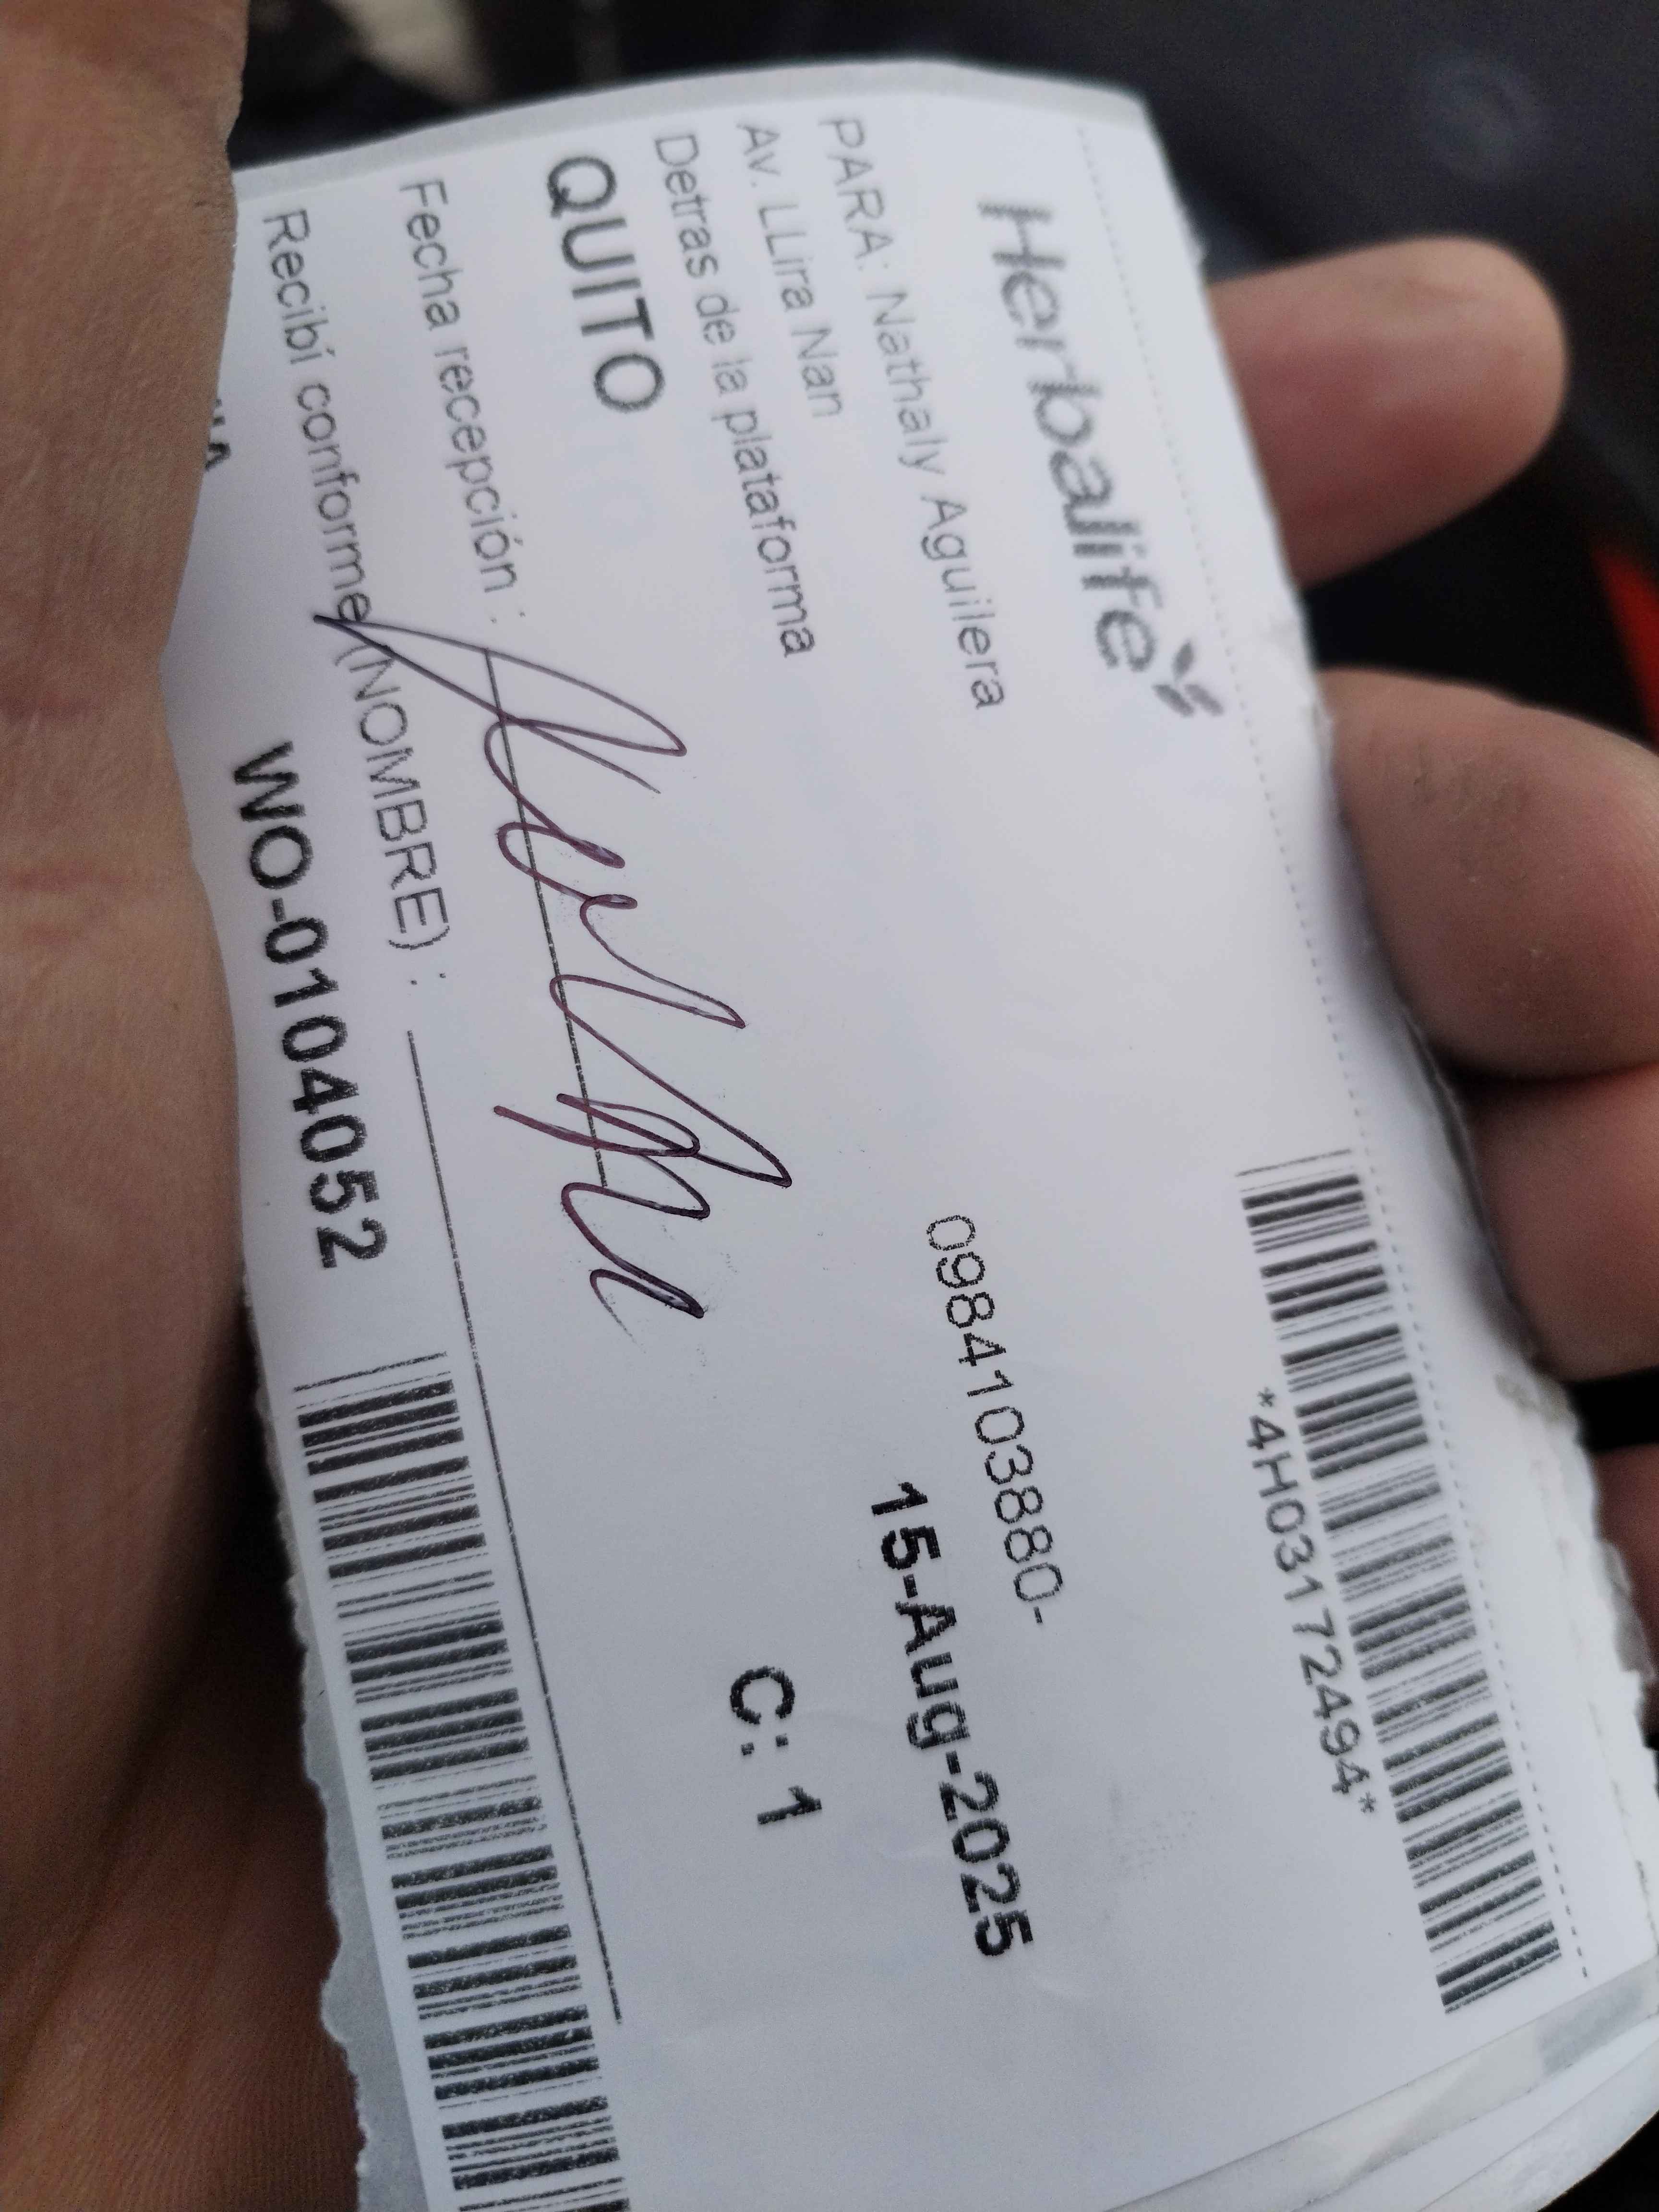 Herbalife
*4H03172494*
PARA: Nathaly Aguilera
0984103880-
Av. LLira Nan
15-Aug-2025
Detras de la plataforma
QUITO
C: 1
Fecha recepción :
Recibí conforme(NOMBRE) :
WO-0104052